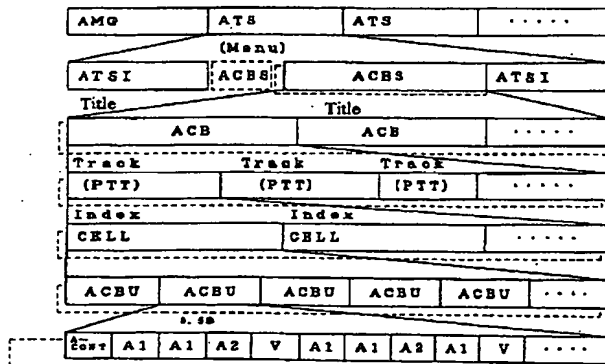 AMG ATS ATS .....
(Menu)
ATSI ACBS ACBS ATSI
Title Title
ACB ACB .....
Track Track Track
(PTT) (PTT) (PTT) .....
Index Index
CELL CELL .....
ACBU ACBU ACBU ACBU ACBU ....
A-CONT A1 A1 A2 V A1 A1 A2 A1 V ....